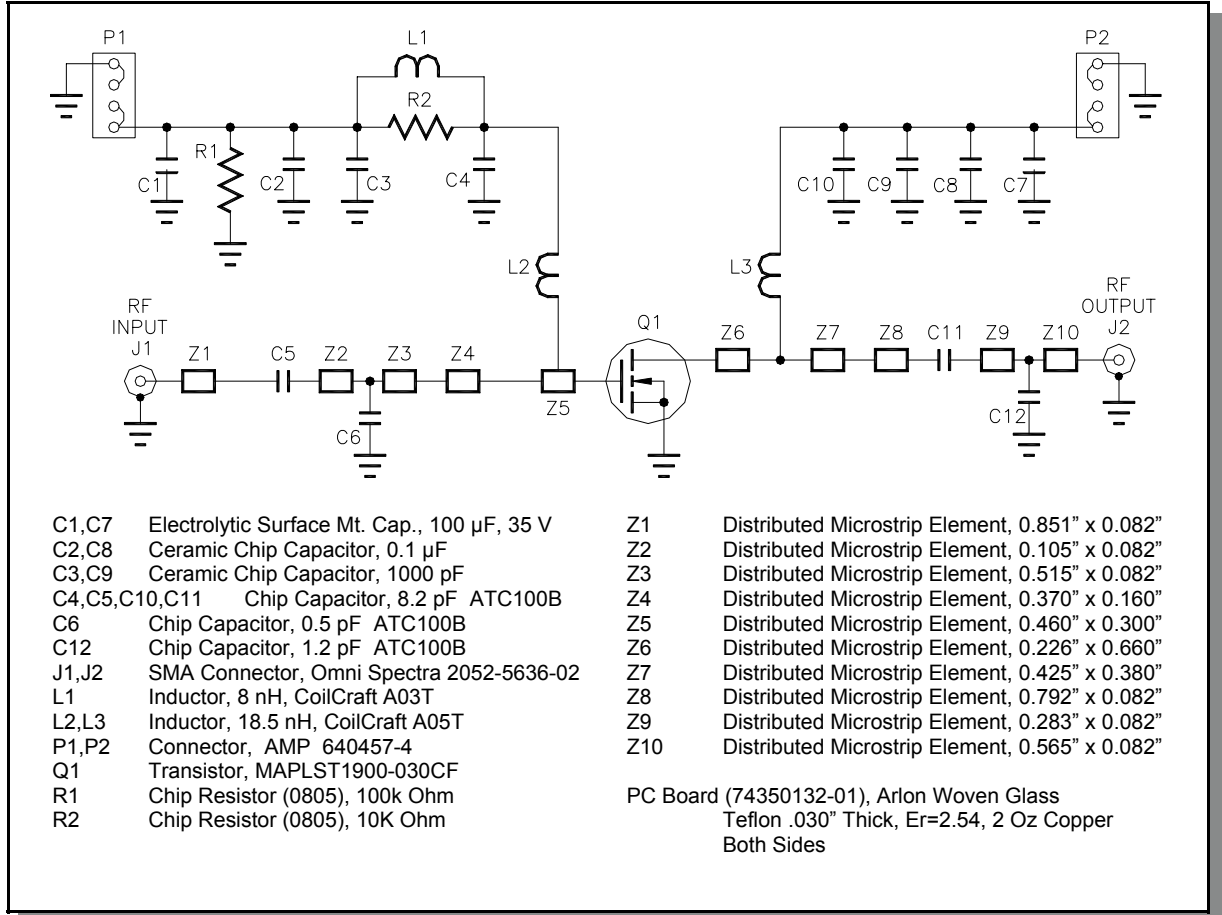 P1
L1
P2
R2
R1
C1
C2
C3
C4
C10
C9
C8
C7
L2
L3
RF
INPUT
J1
Z1
C5
Z2
Z3
Z4
Z5
C6
Q1
Z6
Z7
Z8
C11
Z9
Z10
RF
OUTPUT
J2
C12
C1,C7 Electrolytic Surface Mt. Cap., 100 µF, 35 V
C2,C8 Ceramic Chip Capacitor, 0.1 µF
C3,C9 Ceramic Chip Capacitor, 1000 pF
C4,C5,C10,C11 Chip Capacitor, 8.2 pF ATC100B
C6 Chip Capacitor, 0.5 pF ATC100B
C12 Chip Capacitor, 1.2 pF ATC100B
J1,J2 SMA Connector, Omni Spectra 2052-5636-02
L1 Inductor, 8 nH, CoilCraft A03T
L2,L3 Inductor, 18.5 nH, CoilCraft A05T
P1,P2 Connector, AMP 640457-4
Q1 Transistor, MAPLST1900-030CF
R1 Chip Resistor (0805), 100k Ohm
R2 Chip Resistor (0805), 10K Ohm
Z1 Distributed Microstrip Element, 0.851” x 0.082”
Z2 Distributed Microstrip Element, 0.105” x 0.082”
Z3 Distributed Microstrip Element, 0.515” x 0.082”
Z4 Distributed Microstrip Element, 0.370” x 0.160”
Z5 Distributed Microstrip Element, 0.460” x 0.300”
Z6 Distributed Microstrip Element, 0.226” x 0.660”
Z7 Distributed Microstrip Element, 0.425” x 0.380”
Z8 Distributed Microstrip Element, 0.792” x 0.082”
Z9 Distributed Microstrip Element, 0.283” x 0.082”
Z10 Distributed Microstrip Element, 0.565” x 0.082”
PC Board (74350132-01), Arlon Woven Glass
Teflon .030” Thick, Er=2.54, 2 Oz Copper
Both Sides